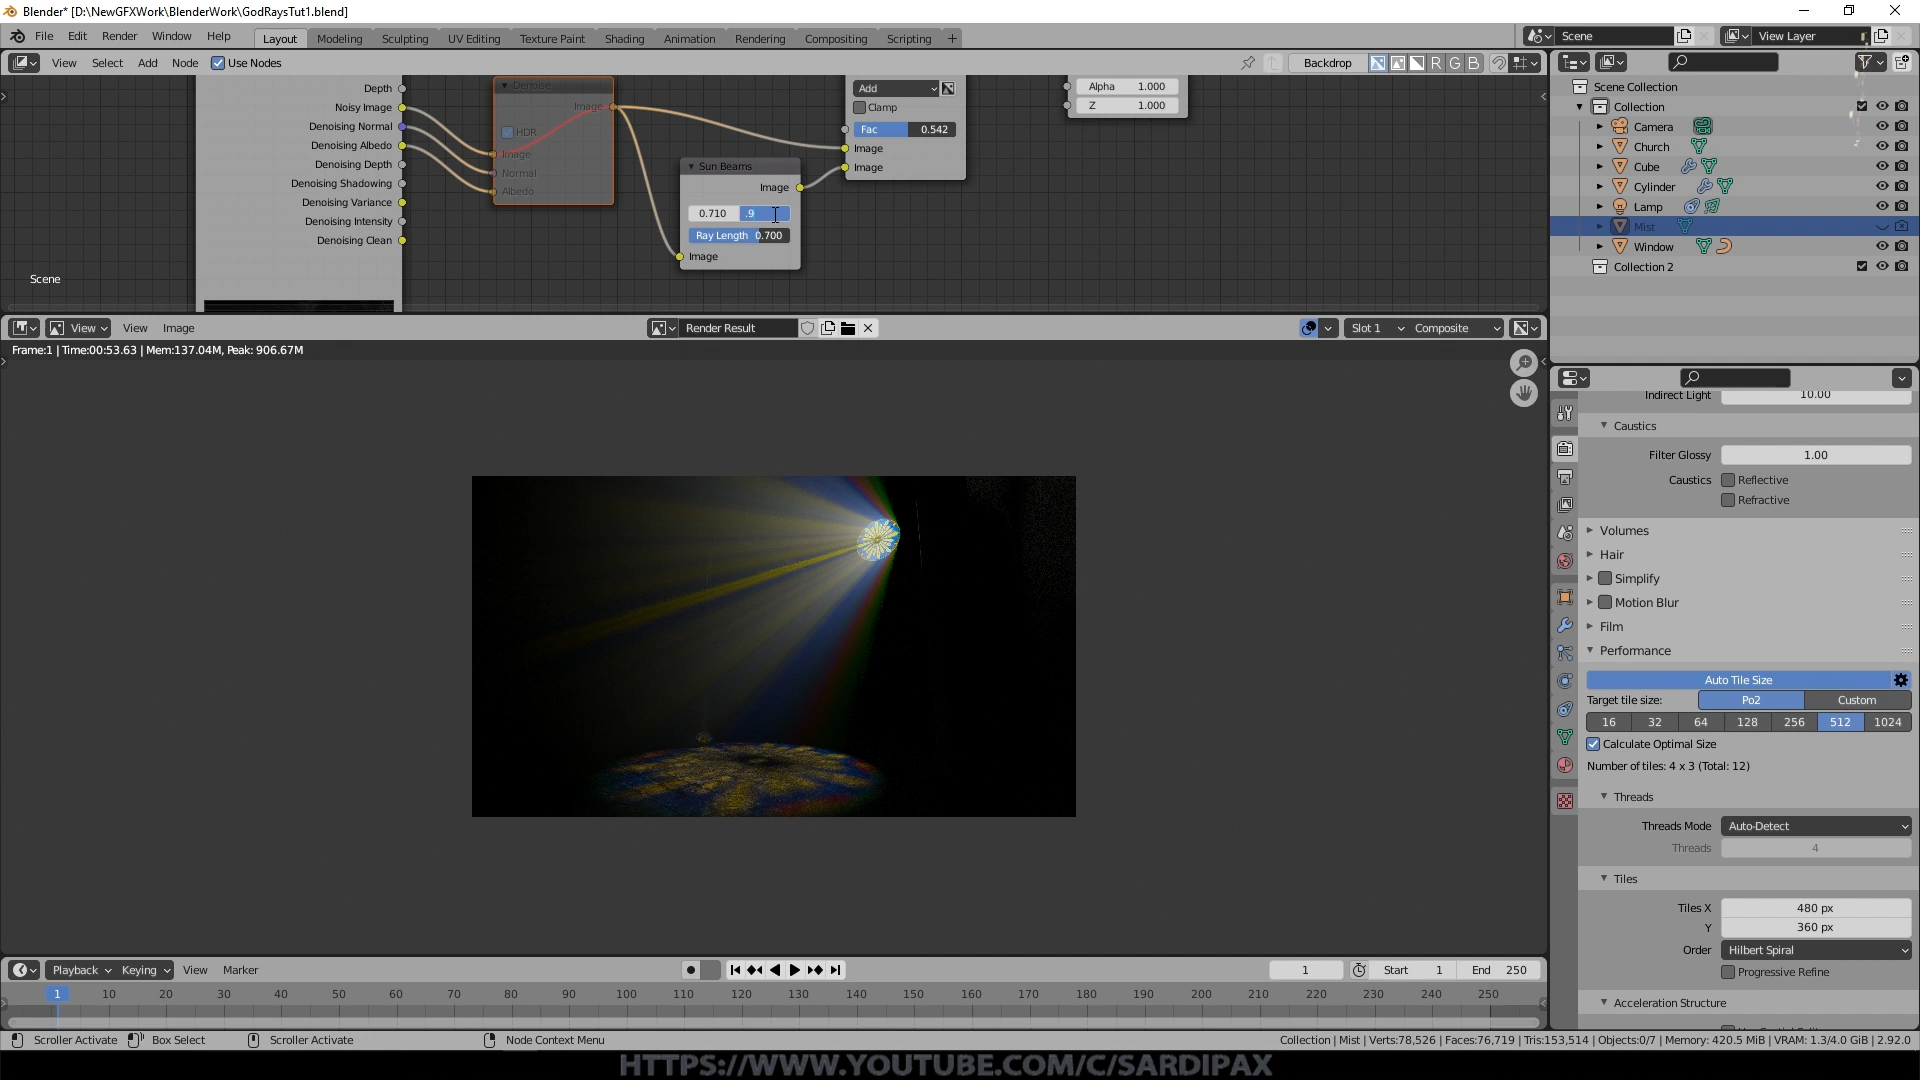 Blender* [D:\NewGFXWork\BlenderWork\GodRaysTut1.blend]
File Edit Render Window Help Layout Modeling Sculpting UV Editing Texture Paint Shading Animation Rendering Compositing Scripting + Scene View Layer
View Select Add Node Use Nodes Backdrop R G B
Depth
Noisy Image
Denoising Normal
Denoising Albedo
Denoising Depth
Denoising Shadowing
Denoising Variance
Denoising Intensity
Denoising Clean
Scene
Denoise
Image
HDR
Image
Normal
Albedo
Sun Beams
Image
0.710 .9
Ray Length 0.700
Image
Add
Clamp
Fac 0.542
Image
Image
Alpha 1.000
Z 1.000
Scene Collection
Collection
Camera
Church
Cube
Cylinder
Lamp
Mist
Window
Collection 2
View View Image Render Result Slot 1 Composite
Frame:1 | Time:00:53.63 | Mem:137.04M, Peak: 906.67M
Indirect Light 10.00
Caustics
Filter Glossy 1.00
Caustics Reflective
Refractive
Volumes
Hair
Simplify
Motion Blur
Film
Performance
Auto Tile Size
Target tile size: Po2 Custom
16 32 64 128 256 512 1024
Calculate Optimal Size
Number of tiles: 4 x 3 (Total: 12)
Threads
Threads Mode Auto-Detect
Threads 4
Tiles
Tiles X 480 px
Y 360 px
Order Hilbert Spiral
Progressive Refine
Acceleration Structure
Playback Keying View Marker 1 Start 1 End 250
1 10 20 30 40 50 60 70 80 90 100 110 120 130 140 150 160 170 180 190 200 210 220 230 240 250
Scroller Activate Box Select Scroller Activate Node Context Menu Collection | Mist | Verts:78,526 | Faces:76,719 | Tris:153,514 | Objects:0/7 | Memory: 420.5 MiB | VRAM: 1.3/4.0 GiB | 2.92.0
HTTPS://WWW.YOUTUBE.COM/C/SARDIPAX